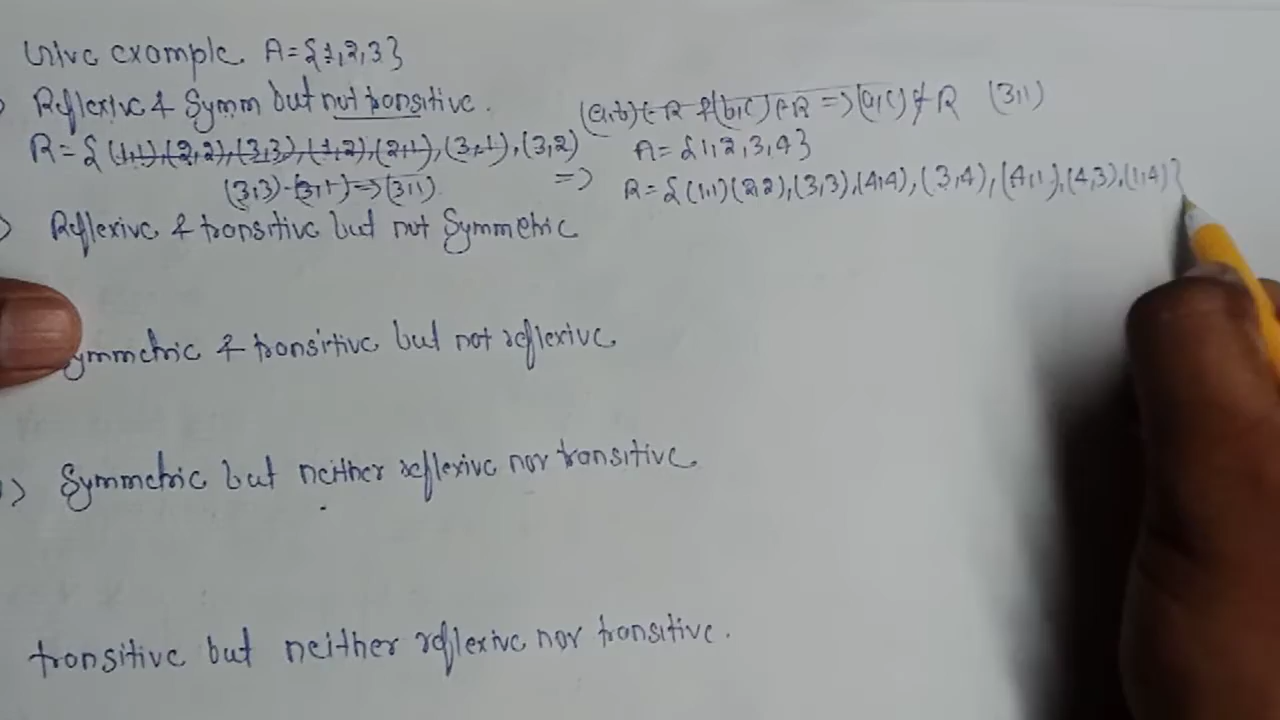 Give example A={1,2,3}
Reflexive & Symm but not transitive.
(a,b)∈R &(b,c)∈R=>(a,c)∉R (3,1)
R={(1,1),(2,2),(3,3),(1,2),(2,1),(3,1),(3,2)
A={1,2,3,4}
(3,3)-(3,1)=>(3,1)
=> R={(1,1)(2,2),(3,3),(4,4),(3,4),(4,1),(4,3),(1,4)}
Reflexive & transitive but not Symmetric
ymmetric & transitive but not reflexive
Symmetric but neither reflexive nor transitive
transitive but neither reflexive nor transitive.